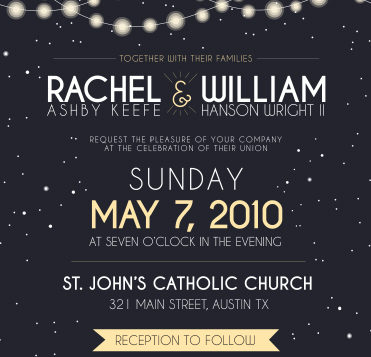 TOGETHER WITH THEIR FAMILIES
RACHEL & WILLIAM
ASHBY KEEFE HANSON WRIGHT II
REQUEST THE PLEASURE OF YOUR COMPANY
AT THE CELEBRATION OF THEIR UNION
SUNDAY
MAY 7, 2010
AT SEVEN O'CLOCK IN THE EVENING
ST. JOHN'S CATHOLIC CHURCH
321 MAIN STREET, AUSTIN TX
RECEPTION TO FOLLOW